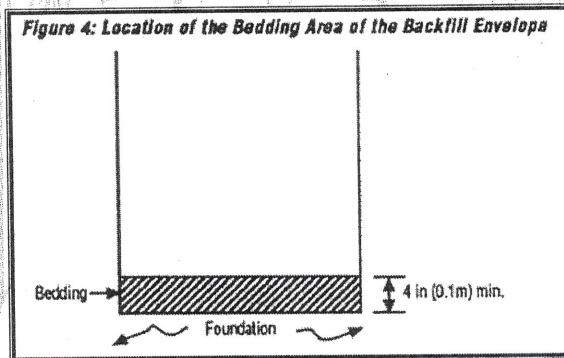 Figure 4: Location of the Bedding Area of the Backfill Envelope
Bedding
4 in (0.1m) min.
Foundation